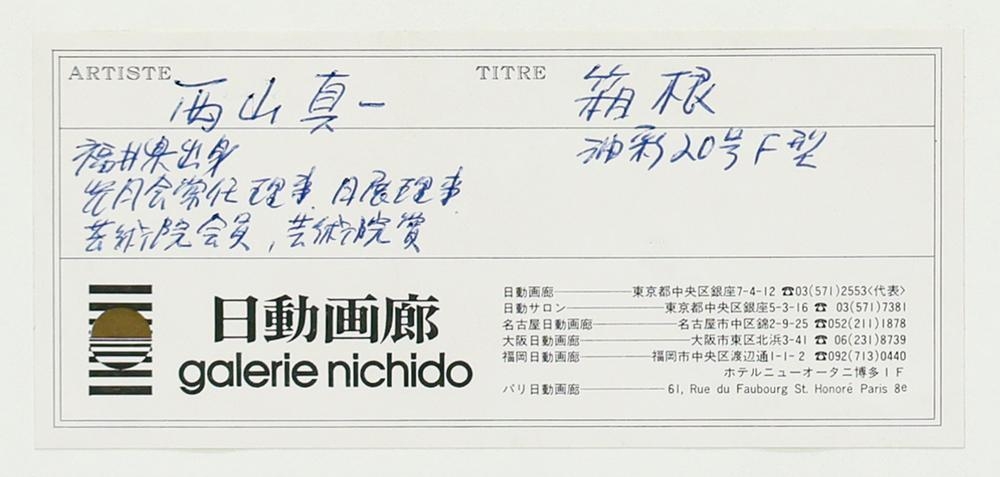 ARTISTE 西山真一
TITRE 箱根
油彩20号F型
福井県出身
光月会常任理事、日展理事
芸術院会員、芸術院賞
日動画廊
galerie nichido
日動画廊 東京都中央区銀座7-4-12 ☎03(571)2553〈代表〉
日動サロン 東京都中央区銀座5-3-16 ☎ 03(571)7381
名古屋日動画廊 名古屋市中区錦2-9-25 ☎052(211)1878
大阪日動画廊 大阪市東区北浜3-41 ☎ 06(231)8739
福岡日動画廊 福岡市中央区渡辺通1-1-2 ☎092(713)0440
ホテルニューオータニ博多1F
パリ日動画廊 61, Rue du Faubourg St. Honoré Paris 8e